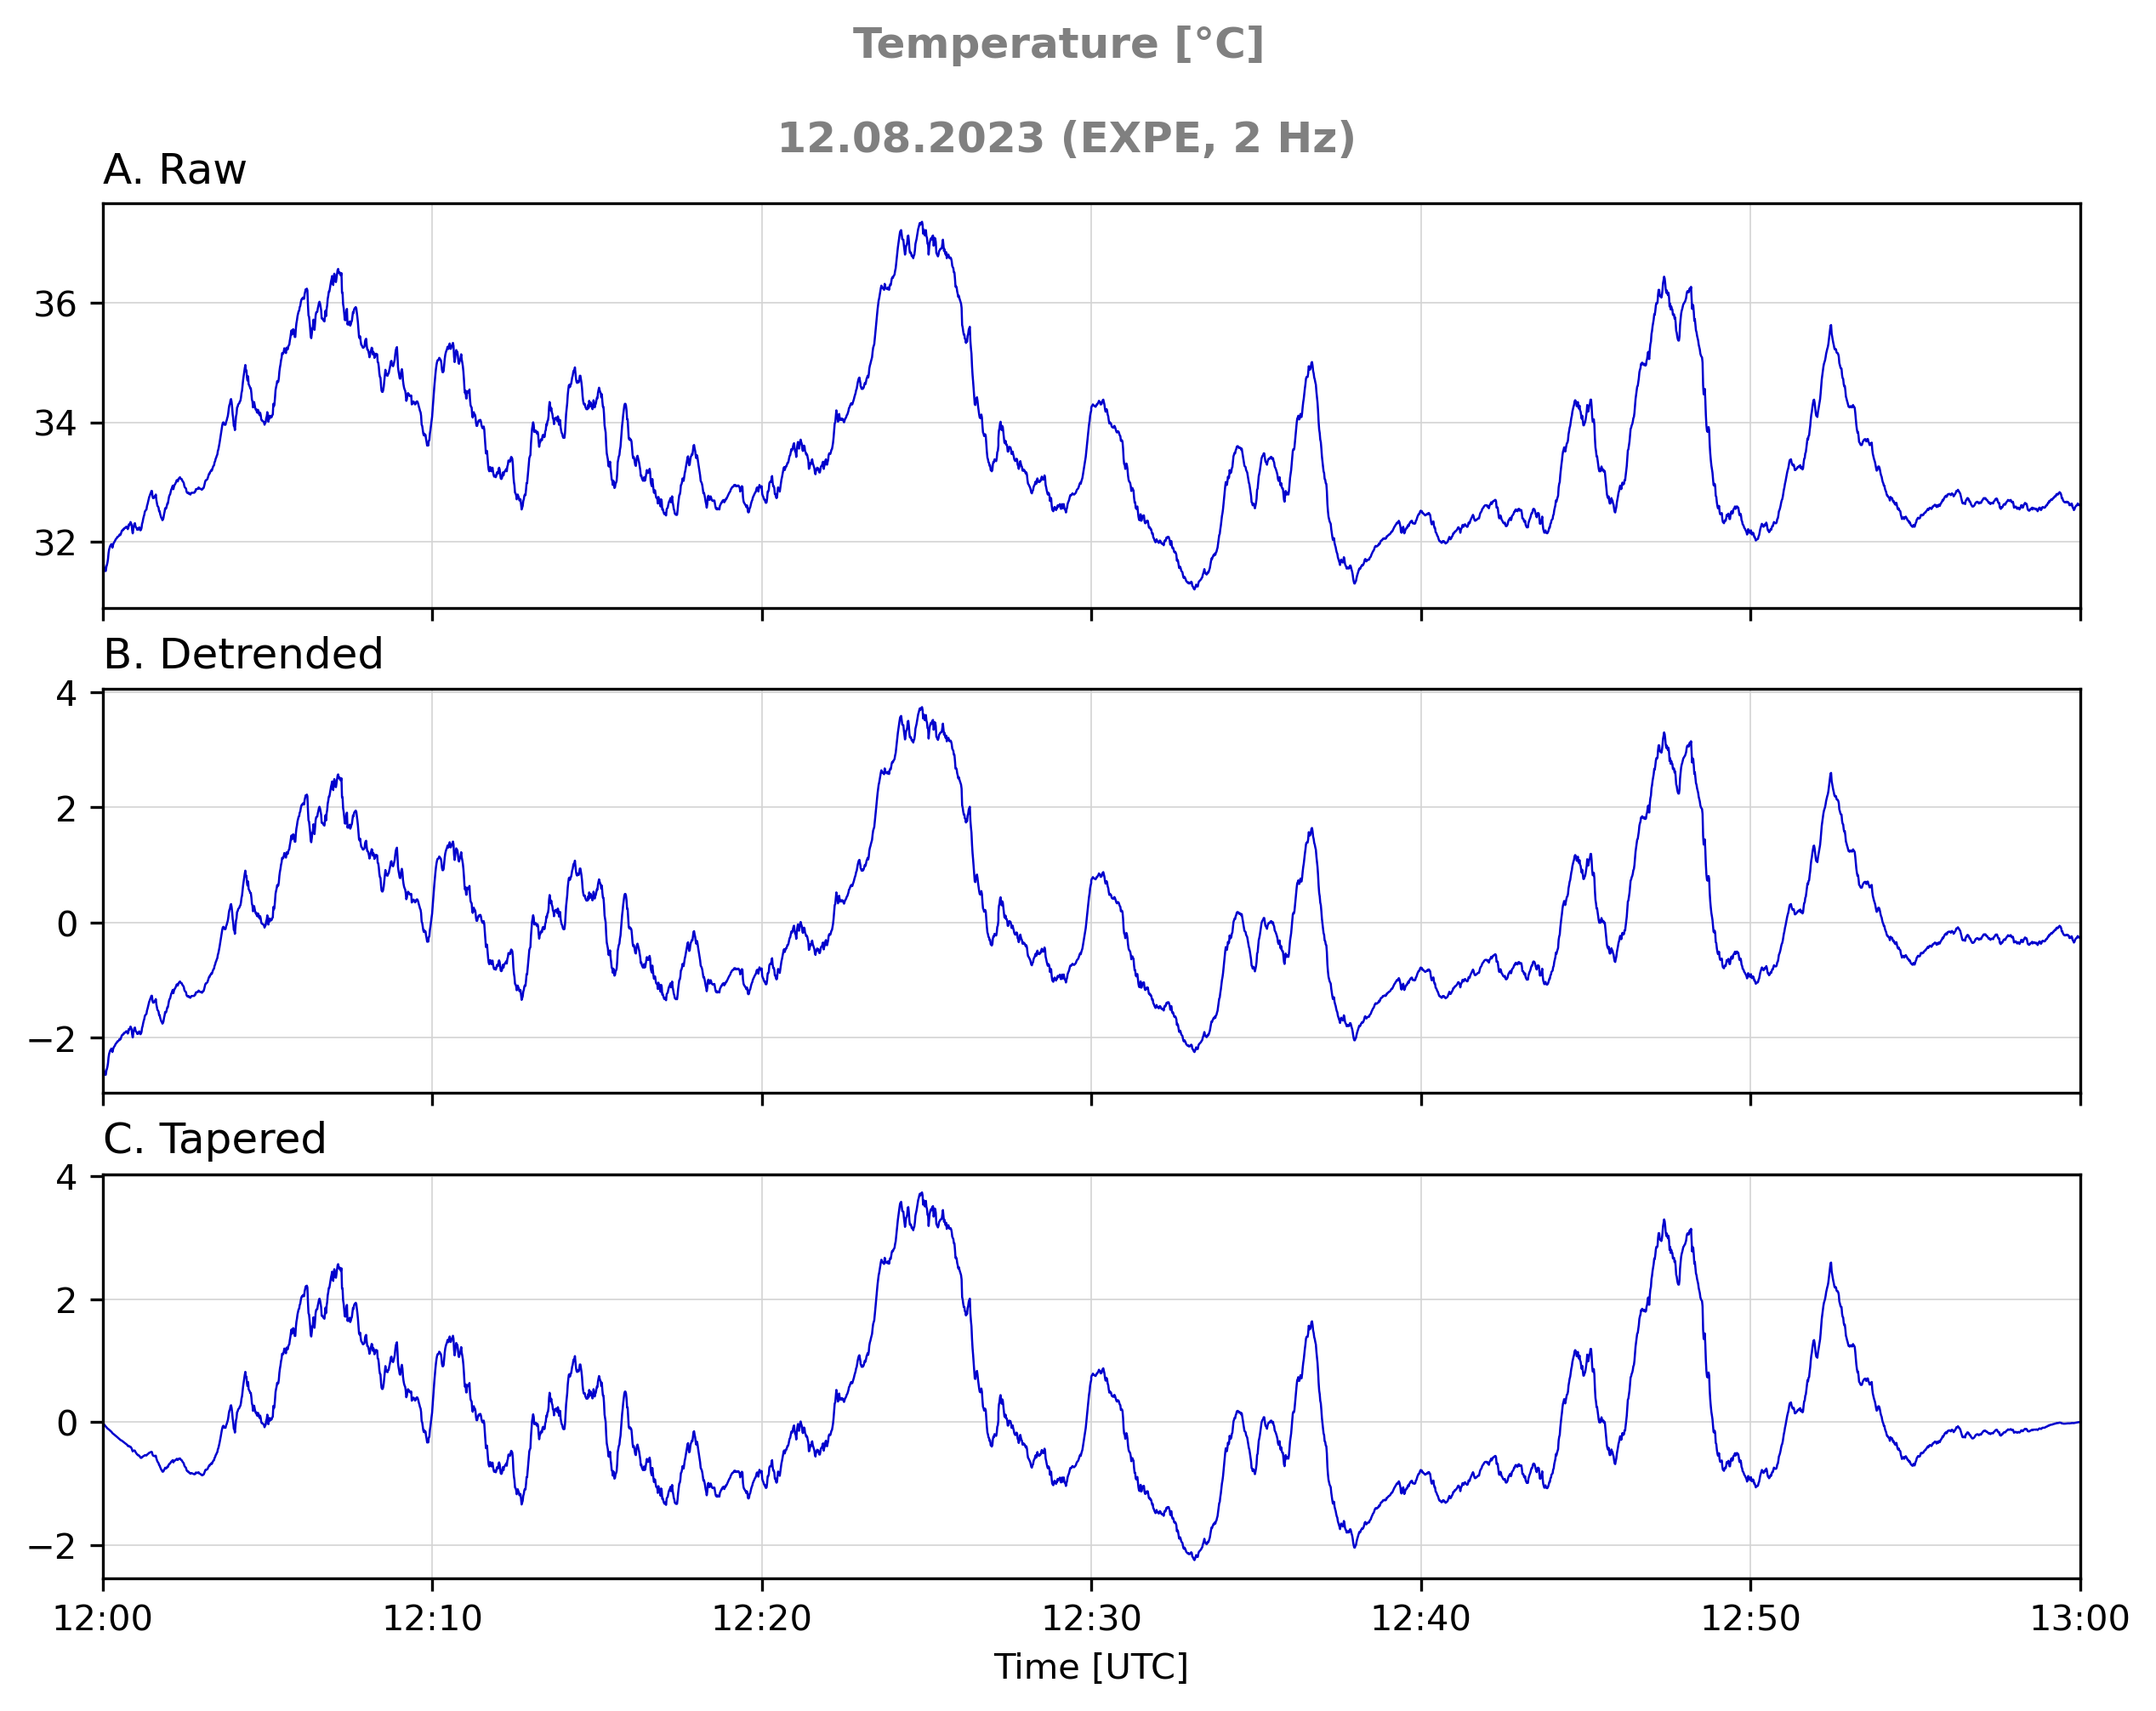 Temperature [°C]
12.08.2023 (EXPE, 2 Hz)
A. Raw
36
34
32
B. Detrended
4
2
0
−2
C. Tapered
4
2
0
−2
12:00 12:10 12:20 12:30 12:40 12:50 13:00
Time [UTC]